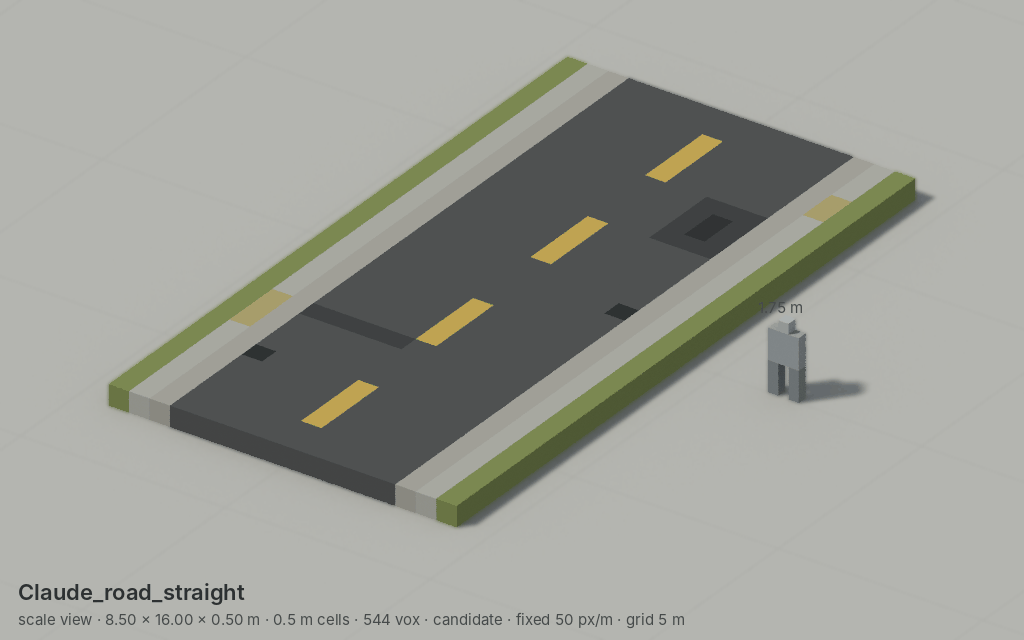 1.75 m
Claude_road_straight
scale view · 8.50 × 16.00 × 0.50 m · 0.5 m cells · 544 vox · candidate · fixed 50 px/m · grid 5 m